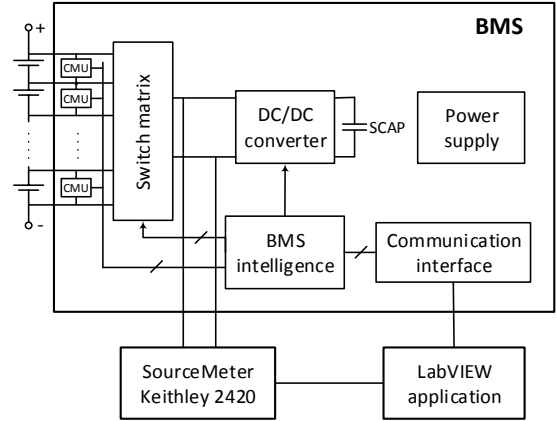 BMS
+
CMU
CMU
CMU
-
Switch matrix
DC/DC
converter
SCAP
Power
supply
BMS
intelligence
Communication
interface
SourceMeter
Keithley 2420
LabVIEW
application